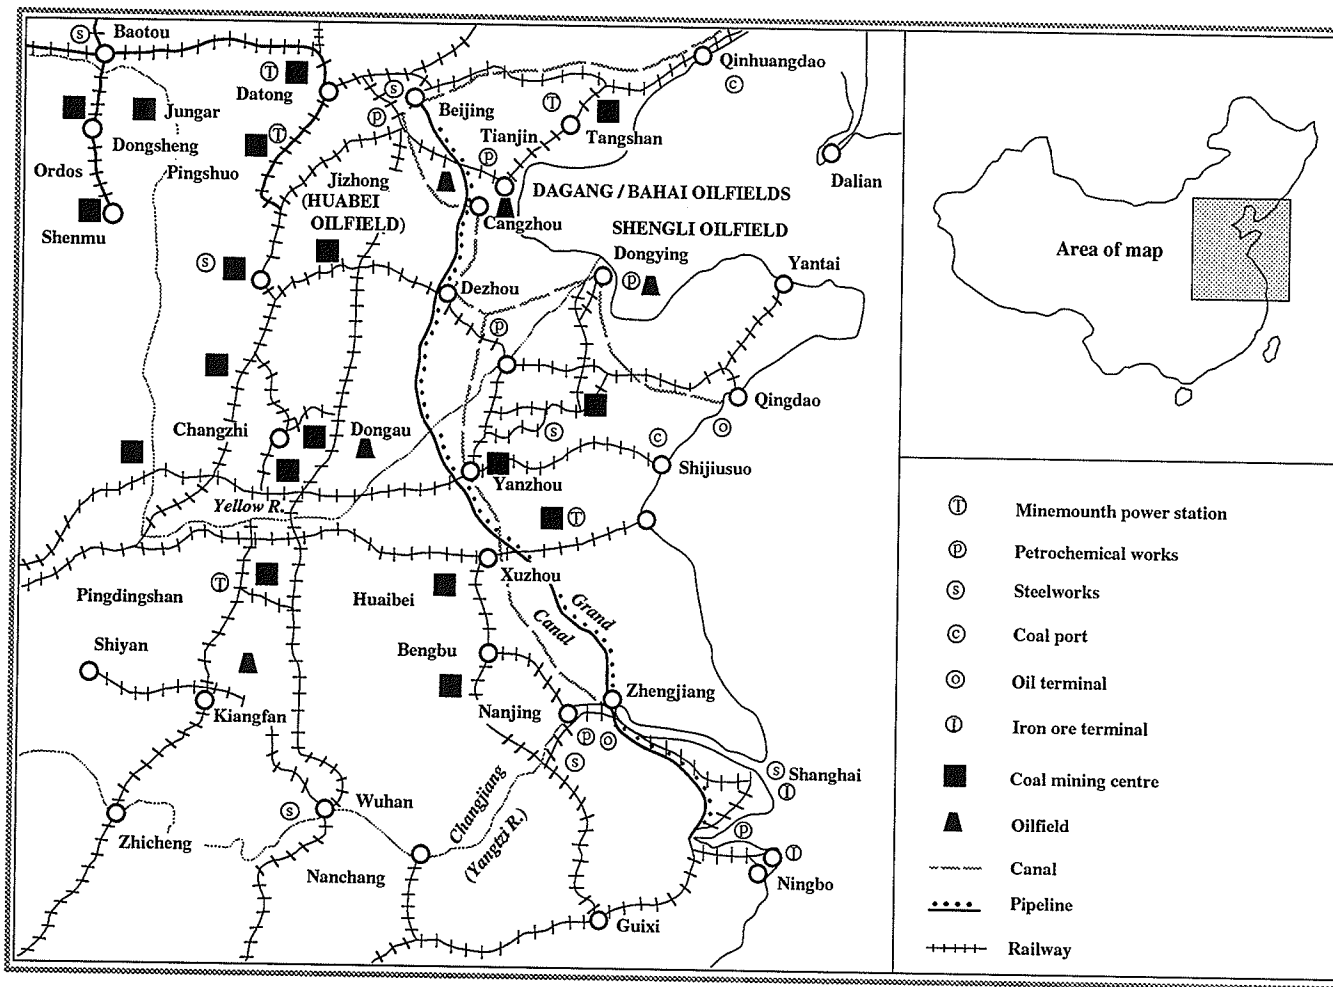 Baotou
S
Datong
T
Jungar
Dongsheng
Ordos
Pingshuo
T
Shenmu
S
Beijing
P
Tianjin
P
T
Tangshan
Qinhuangdao
C
Dalian
Jizhong
(HUABEI
OILFIELD)
Cangzhou
DAGANG / BAHAI OILFIELDS
SHENGLI OILFIELD
Dongying
P
Yantai
S
Dezhou
P
Qingdao
O
Changzhi
Dongau
S
C
Shijiusuo
Yanzhou
Yellow R.
T
Xuzhou
Pingdingshan
T
Huaibei
Shiyan
Bengbu
Grand
Canal
Kiangfan
Nanjing
Zhengjiang
P
O
S
S
Shanghai
I
Zhicheng
S
Wuhan
Changjiang
(Yangtzi R.)
P
I
Ningbo
Nanchang
Guixi
Area of map
T Minemouth power station
P Petrochemical works
S Steelworks
C Coal port
O Oil terminal
I Iron ore terminal
Coal mining centre
Oilfield
Canal
Pipeline
Railway